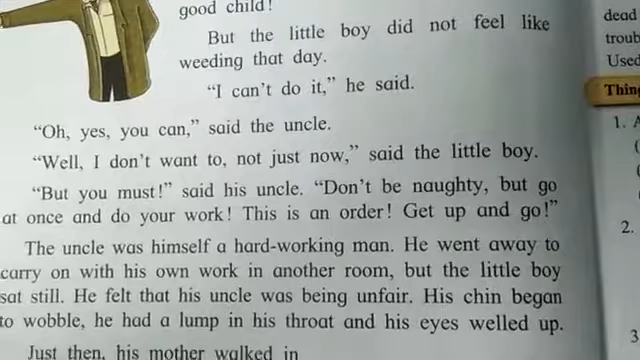 good child!
But the little boy did not feel like
weeding that day.
"I can't do it," he said.
"Oh, yes, you can," said the uncle.
"Well, I don't want to, not just now," said the little boy.
"But you must!" said his uncle. "Don't be naughty, but go
at once and do your work! This is an order! Get up and go!"
The uncle was himself a hard-working man. He went away to
carry on with his own work in another room, but the little boy
sat still. He felt that his uncle was being unfair. His chin began
to wobble, he had a lump in his throat and his eyes welled up.
Just then, his mother walked in
dead
Used
1.
2.
3